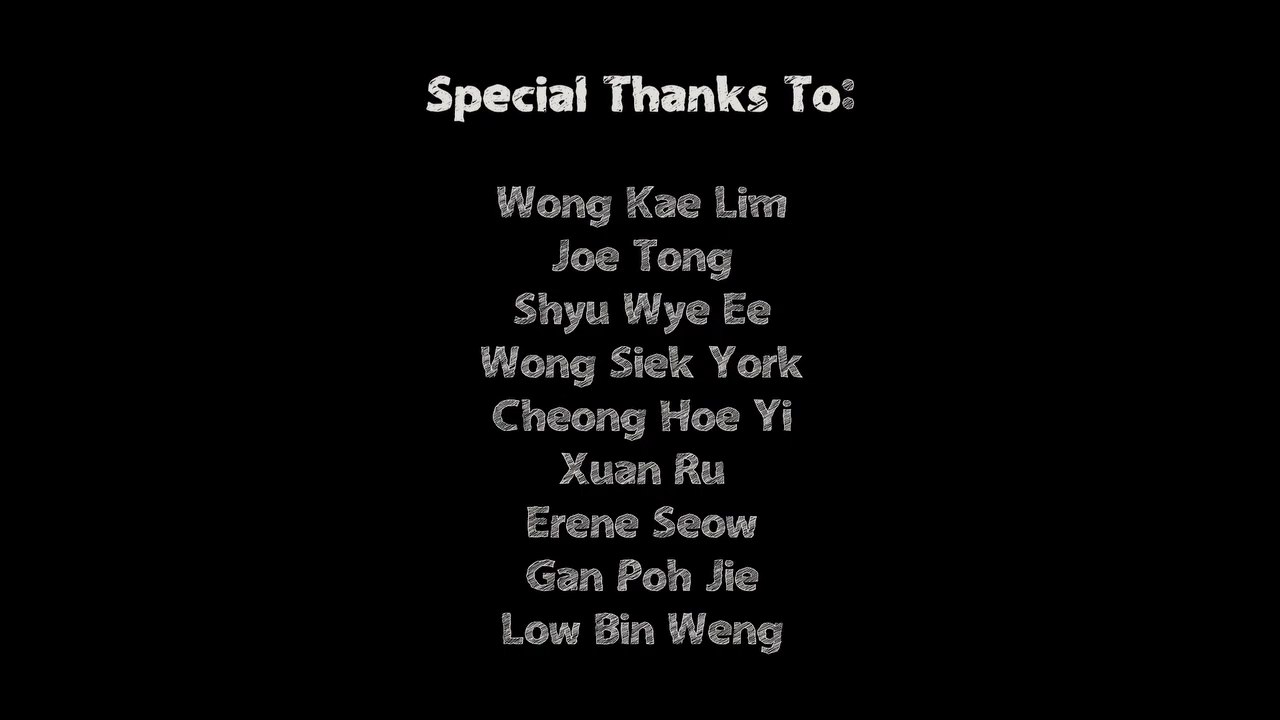 Special Thanks To:
Wong Kae Lim
Joe Tong
Shyu Wye Ee
Wong Siek York
Cheong Hoe Yi
Xuan Ru
Erene Seow
Gan Poh Jie
Low Bin Weng